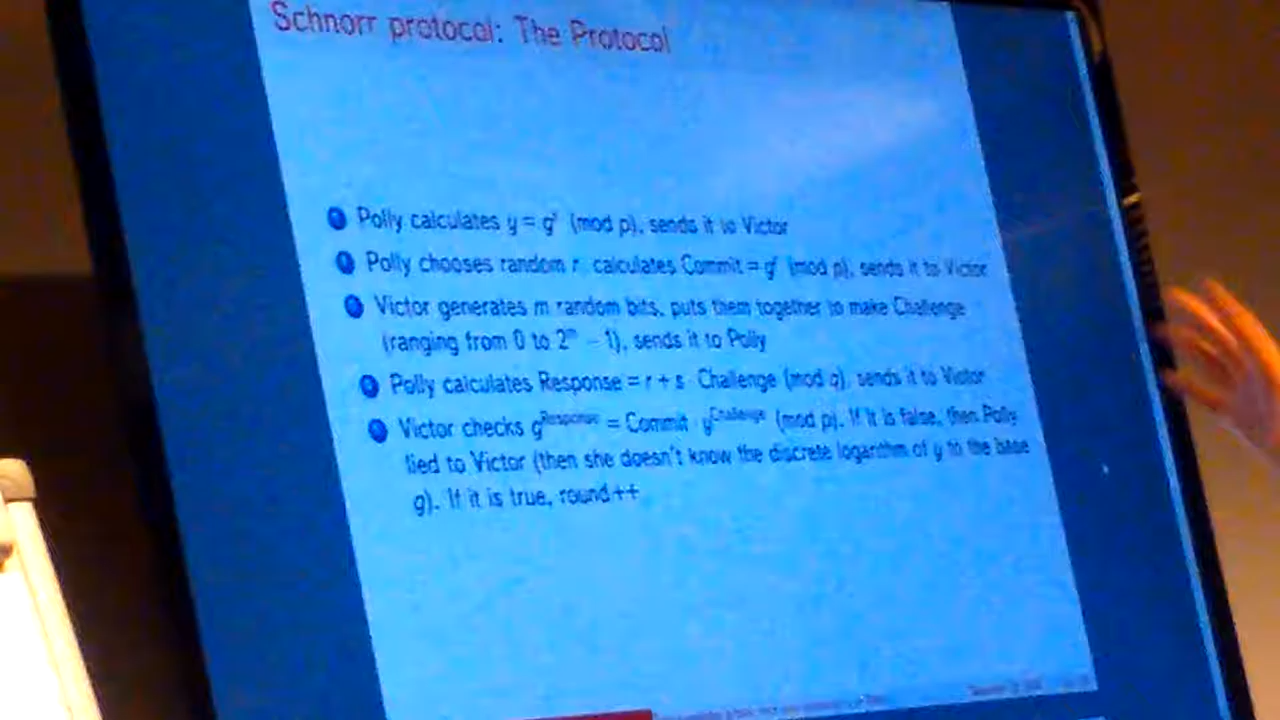 Schnorr protocol: The Protocol
Polly calculates y = g^s (mod p), sends it to Victor
Polly chooses random r, calculates Commit = g^r (mod p), sends it to Victor
Victor generates m random bits, puts them together to make Challenge
(ranging from 0 to 2^m − 1), sends it to Polly
Polly calculates Response = r + s · Challenge (mod q), sends it to Victor
Victor checks g^Response = Commit · y^Challenge (mod p). If it is false, then Polly
lied to Victor (then she doesn't know the discrete logarithm of y to the base
g). If it is true, round++